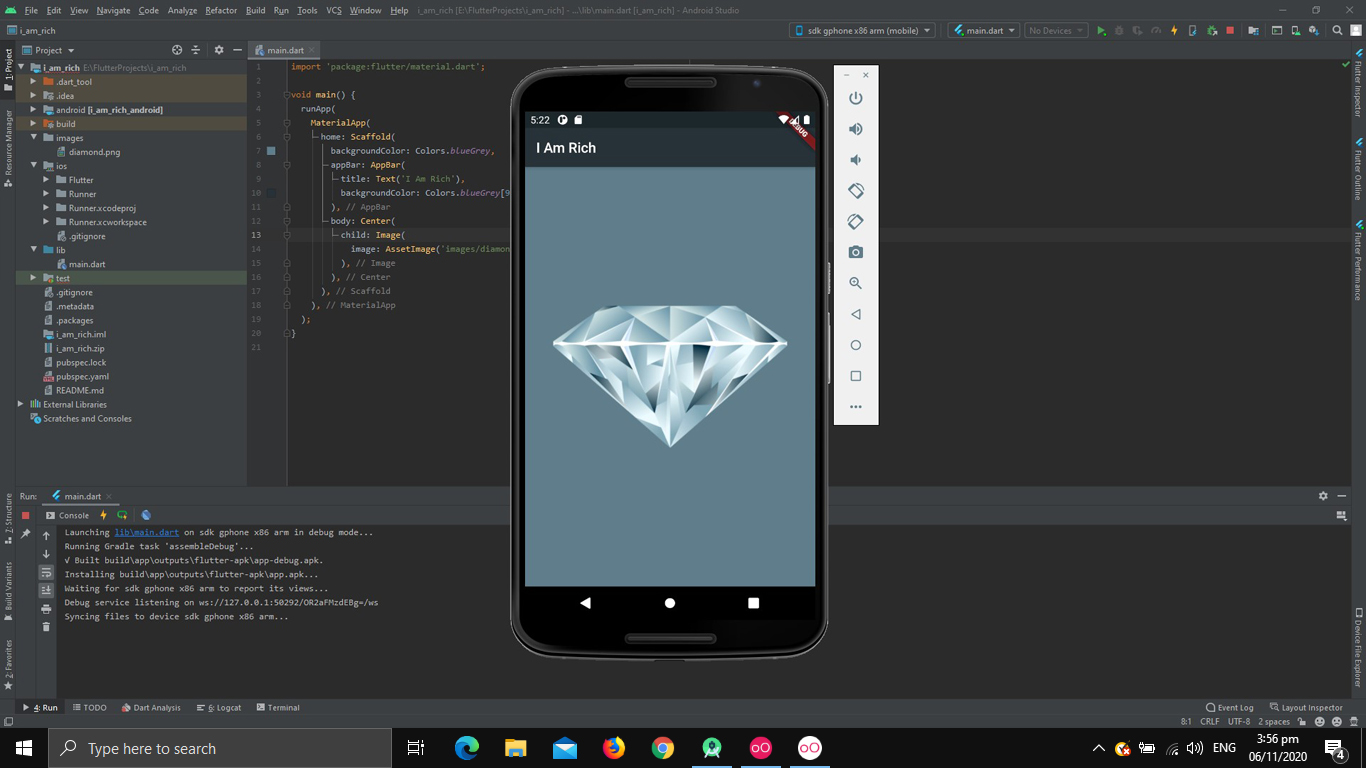 File Edit View Navigate Code Analyze Refactor Build Run Tools VCS Window Help i_am_rich [E:\FlutterProjects\i_am_rich] - ...\lib\main.dart [i_am_rich] - Android Studio
i_am_rich
sdk gphone x86 arm (mobile) main.dart No Devices
Project
main.dart
1: Project
Resource Manager
i_am_rich E:\FlutterProjects\i_am_rich
.dart_tool
.idea
android [i_am_rich_android]
build
images
diamond.png
ios
Flutter
Runner
Runner.xcodeproj
Runner.xcworkspace
.gitignore
lib
main.dart
test
.gitignore
.metadata
.packages
i_am_rich.iml
i_am_rich.zip
pubspec.lock
pubspec.yaml
README.md
External Libraries
Scratches and Consoles
1 import 'package:flutter/material.dart';
2
3 void main() {
4 runApp(
5 MaterialApp(
6 home: Scaffold(
7 backgroundColor: Colors.blueGrey,
8 appBar: AppBar(
9 title: Text('I Am Rich'),
10 backgroundColor: Colors.blueGrey[9
11 ), // AppBar
12 body: Center(
13 child: Image(
14 image: AssetImage('images/diamon
15 ), // Image
16 ), // Center
17 ), // Scaffold
18 ), // MaterialApp
19 );
20 }
21
5:22
DEBUG
I Am Rich
Flutter Inspector
Flutter Outline
Flutter Performance
Device File Explorer
Run: main.dart
Console
Launching lib\main.dart on sdk gphone x86 arm in debug mode...
Running Gradle task 'assembleDebug'...
√ Built build\app\outputs\flutter-apk\app-debug.apk.
Installing build\app\outputs\flutter-apk\app.apk...
Waiting for sdk gphone x86 arm to report its views...
Debug service listening on ws://127.0.0.1:50292/OR2aFMzdEBg=/ws
Syncing files to device sdk gphone x86 arm...
7: Structure
Build Variants
2: Favorites
4: Run TODO Dart Analysis 6: Logcat Terminal Event Log Layout Inspector
8:1 CRLF UTF-8 2 spaces
Type here to search
ENG
3:56 pm
06/11/2020
4